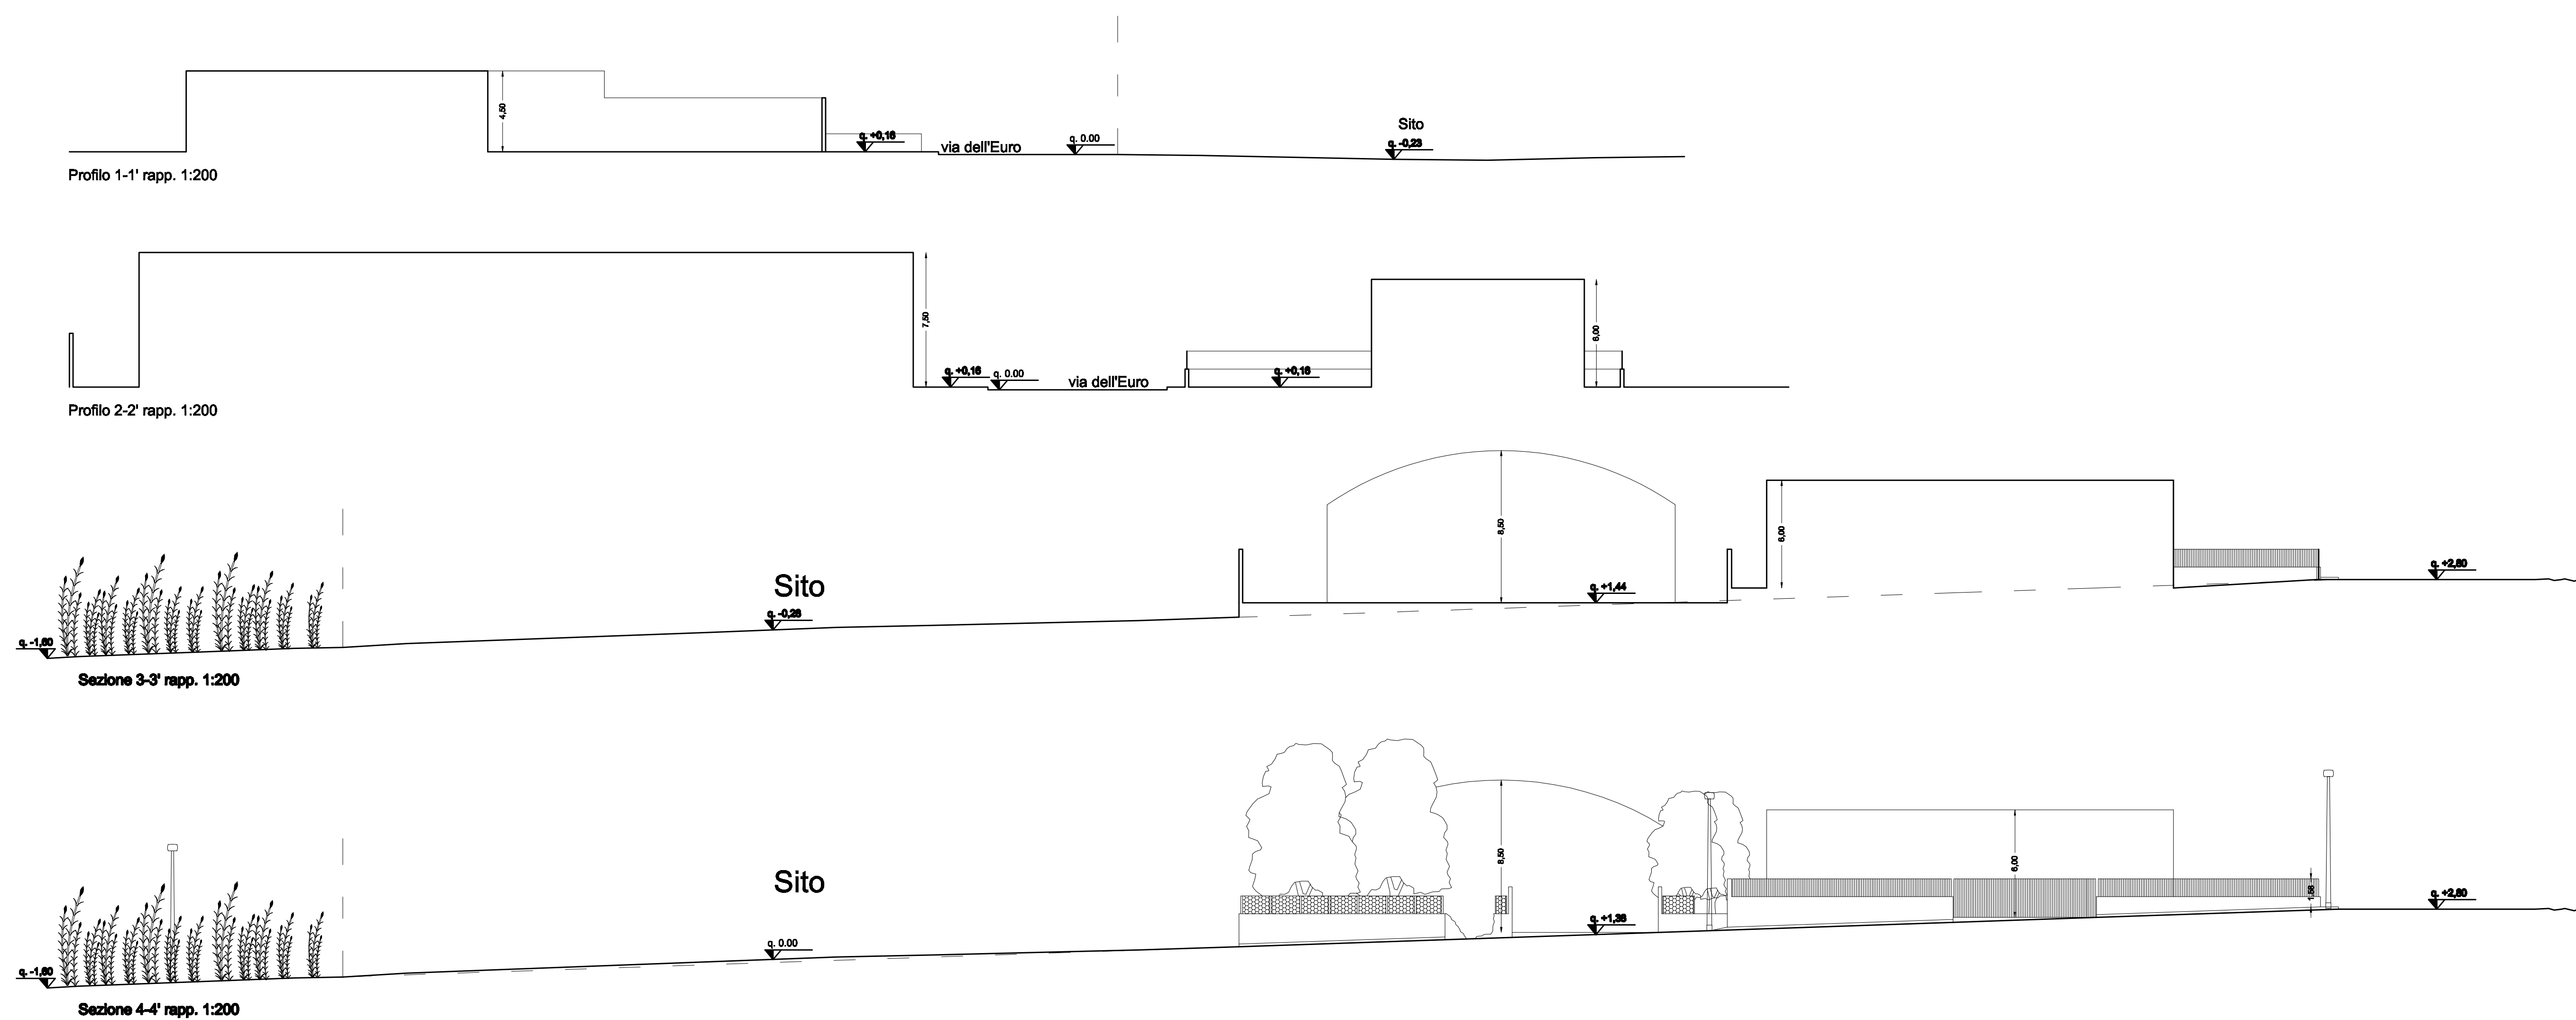 4,50
Sito
q. +0,16
via dell'Euro
q. 0.00
q. -0,23
Profilo 1-1' rapp. 1:200
7,50
6,00
q. +0,16
q. 0.00
via dell'Euro
q. +0,16
Profilo 2-2' rapp. 1:200
8,50
6,00
q. +2,80
Sito
q. +1,44
q. -0,26
q. -1,60
Sezione 3-3' rapp. 1:200
8,50
6,00
Sito
1,58
q. +2,80
q. +1,36
q. 0.00
q. -1,60
Sezione 4-4' rapp. 1:200